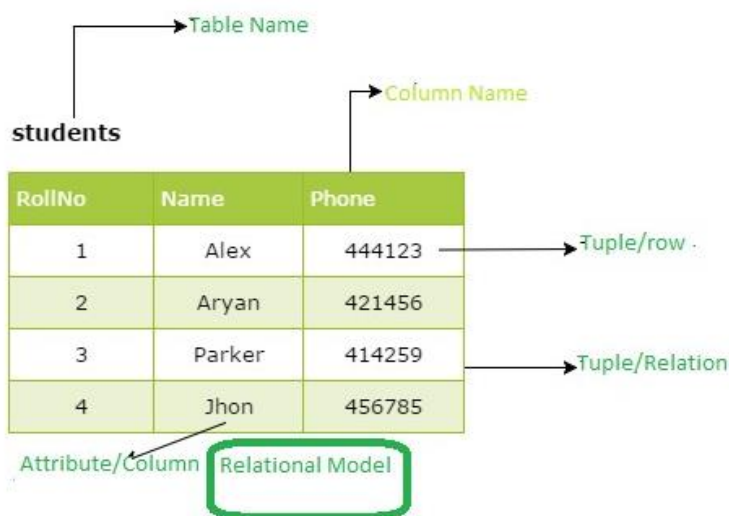 Table Name
Column Name
students
RollNo Name Phone
1 Alex 444123
Tuple/row
2 Aryan 421456
3 Parker 414259
Tuple/Relation
4 Jhon 456785
Attribute/Column
Relational Model